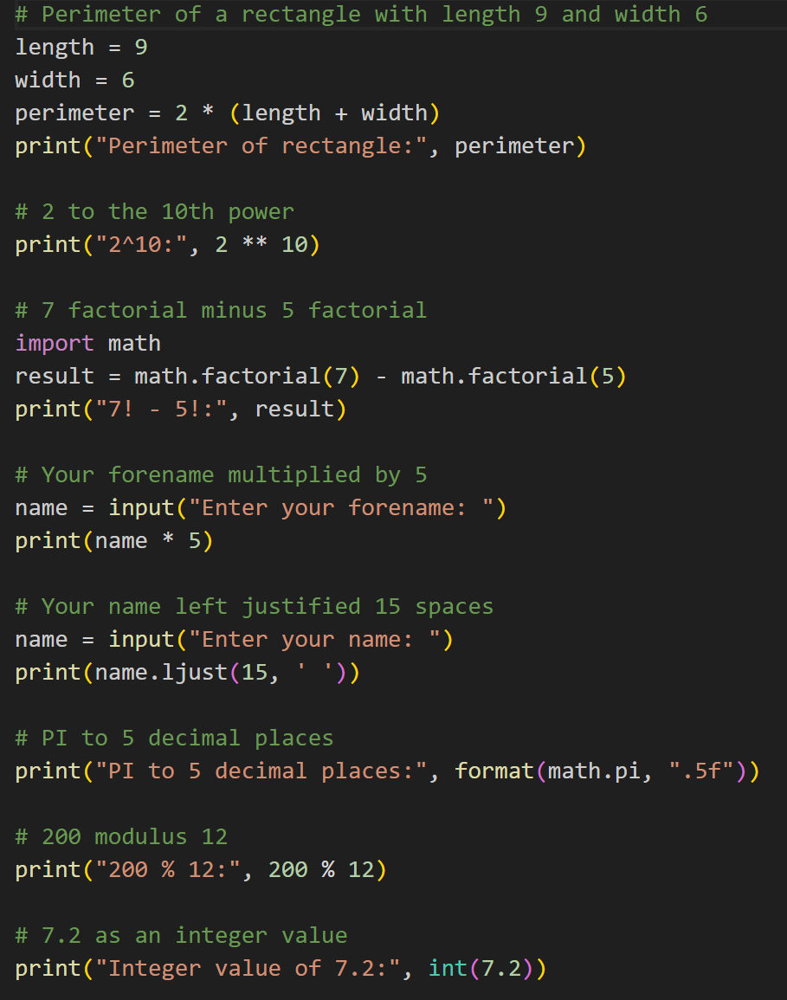 # Perimeter of a rectangle with length 9 and width 6
length = 9
width = 6
perimeter = 2 * (length + width)
print("Perimeter of rectangle:", perimeter)

# 2 to the 10th power
print("2^10:", 2 ** 10)

# 7 factorial minus 5 factorial
import math
result = math.factorial(7) - math.factorial(5)
print("7! - 5!:", result)

# Your forename multiplied by 5
name = input("Enter your forename: ")
print(name * 5)

# Your name left justified 15 spaces
name = input("Enter your name: ")
print(name.ljust(15, ' '))

# PI to 5 decimal places
print("PI to 5 decimal places:", format(math.pi, ".5f"))

# 200 modulus 12
print("200 % 12:", 200 % 12)

# 7.2 as an integer value
print("Integer value of 7.2:", int(7.2))